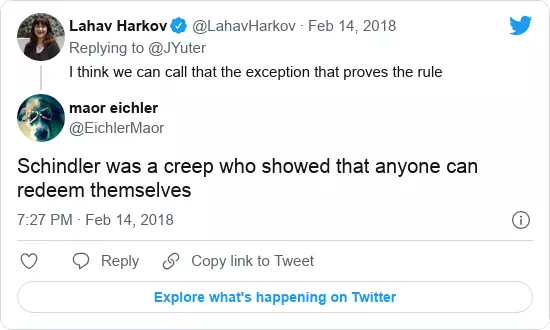 Lahav Harkov @LahavHarkov · Feb 14, 2018
Replying to @JYuter
I think we can call that the exception that proves the rule
maor eichler
@EichlerMaor
Schindler was a creep who showed that anyone can
redeem themselves
7:27 PM · Feb 14, 2018
Reply Copy link to Tweet
Explore what's happening on Twitter